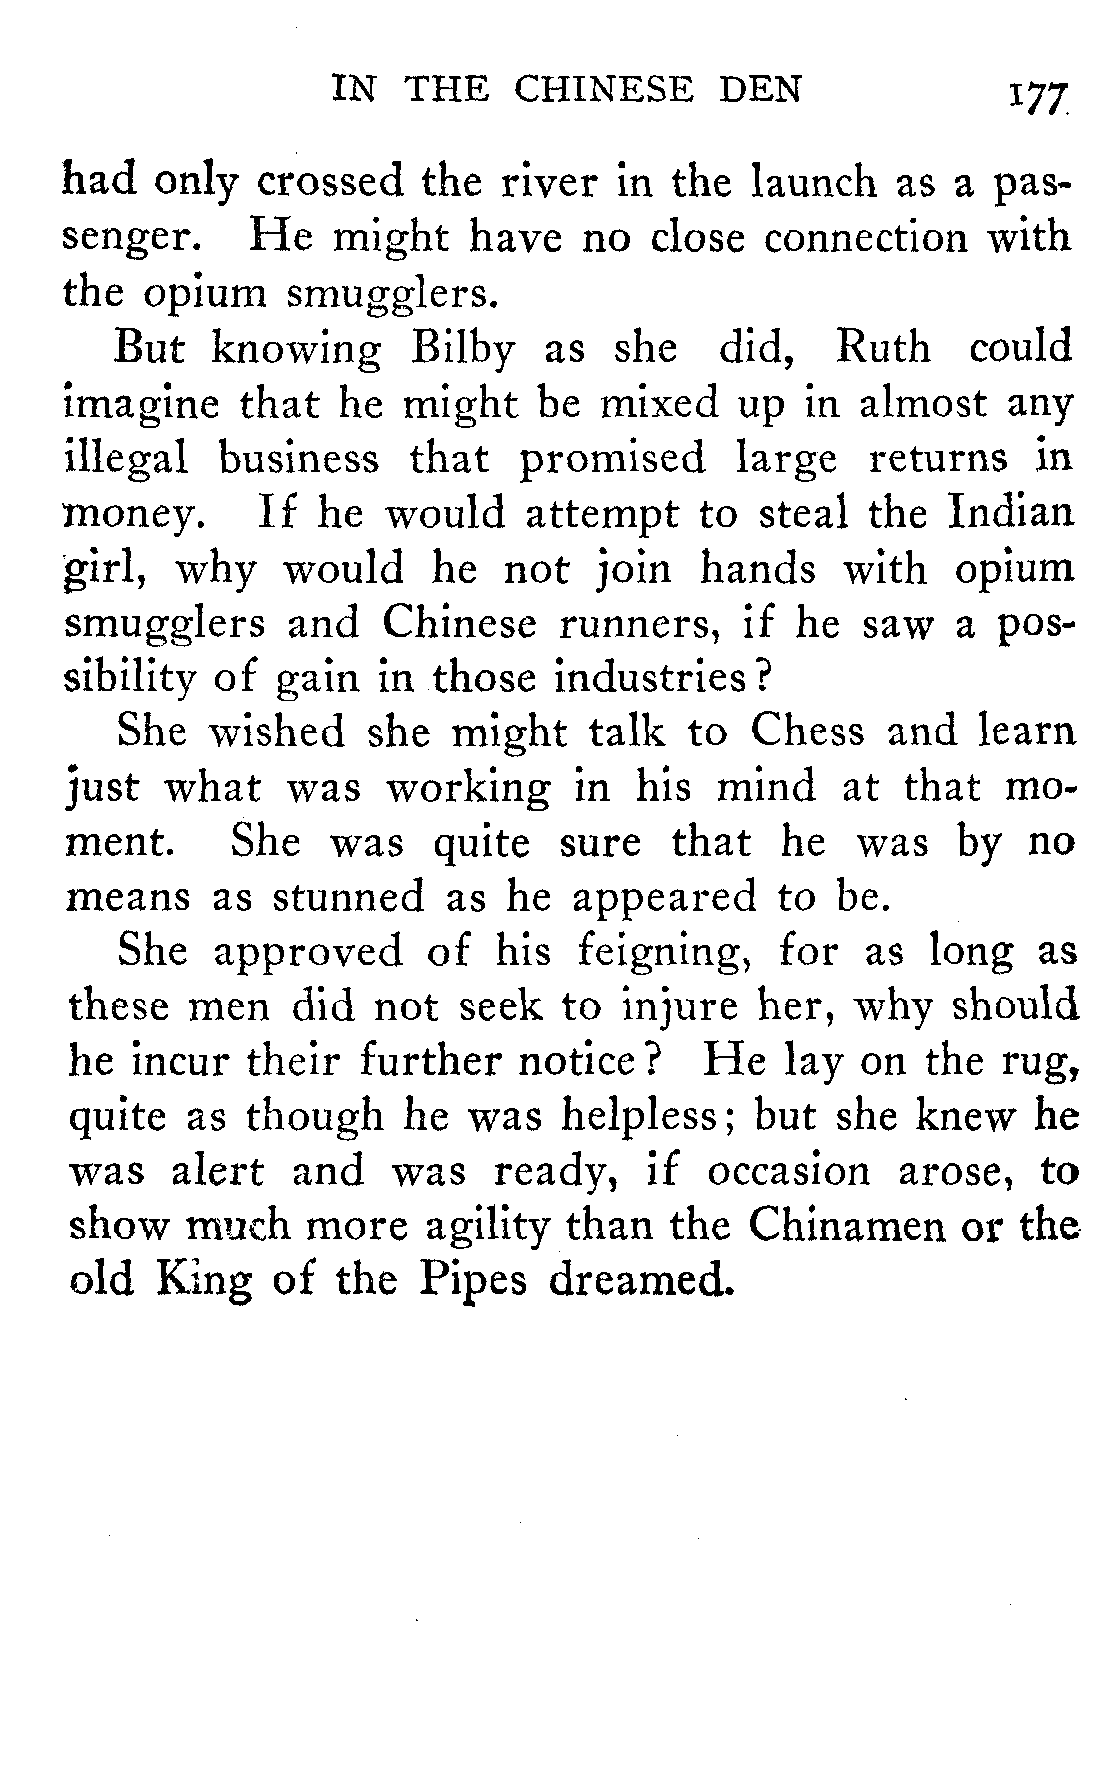 IN THE CHINESE DEN 177
had only crossed the river in the launch as a pas-
senger. He might have no close connection with
the opium smugglers.
But knowing Bilby as she did, Ruth could
imagine that he might be mixed up in almost any
illegal business that promised large returns in
money. If he would attempt to steal the Indian
girl, why would he not join hands with opium
smugglers and Chinese runners, if he saw a pos-
sibility of gain in those industries?
She wished she might talk to Chess and learn
just what was working in his mind at that mo-
ment. She was quite sure that he was by no
means as stunned as he appeared to be.
She approved of his feigning, for as long as
these men did not seek to injure her, why should
he incur their further notice? He lay on the rug,
quite as though he was helpless; but she knew he
was alert and was ready, if occasion arose, to
show much more agility than the Chinamen or the
old King of the Pipes dreamed.